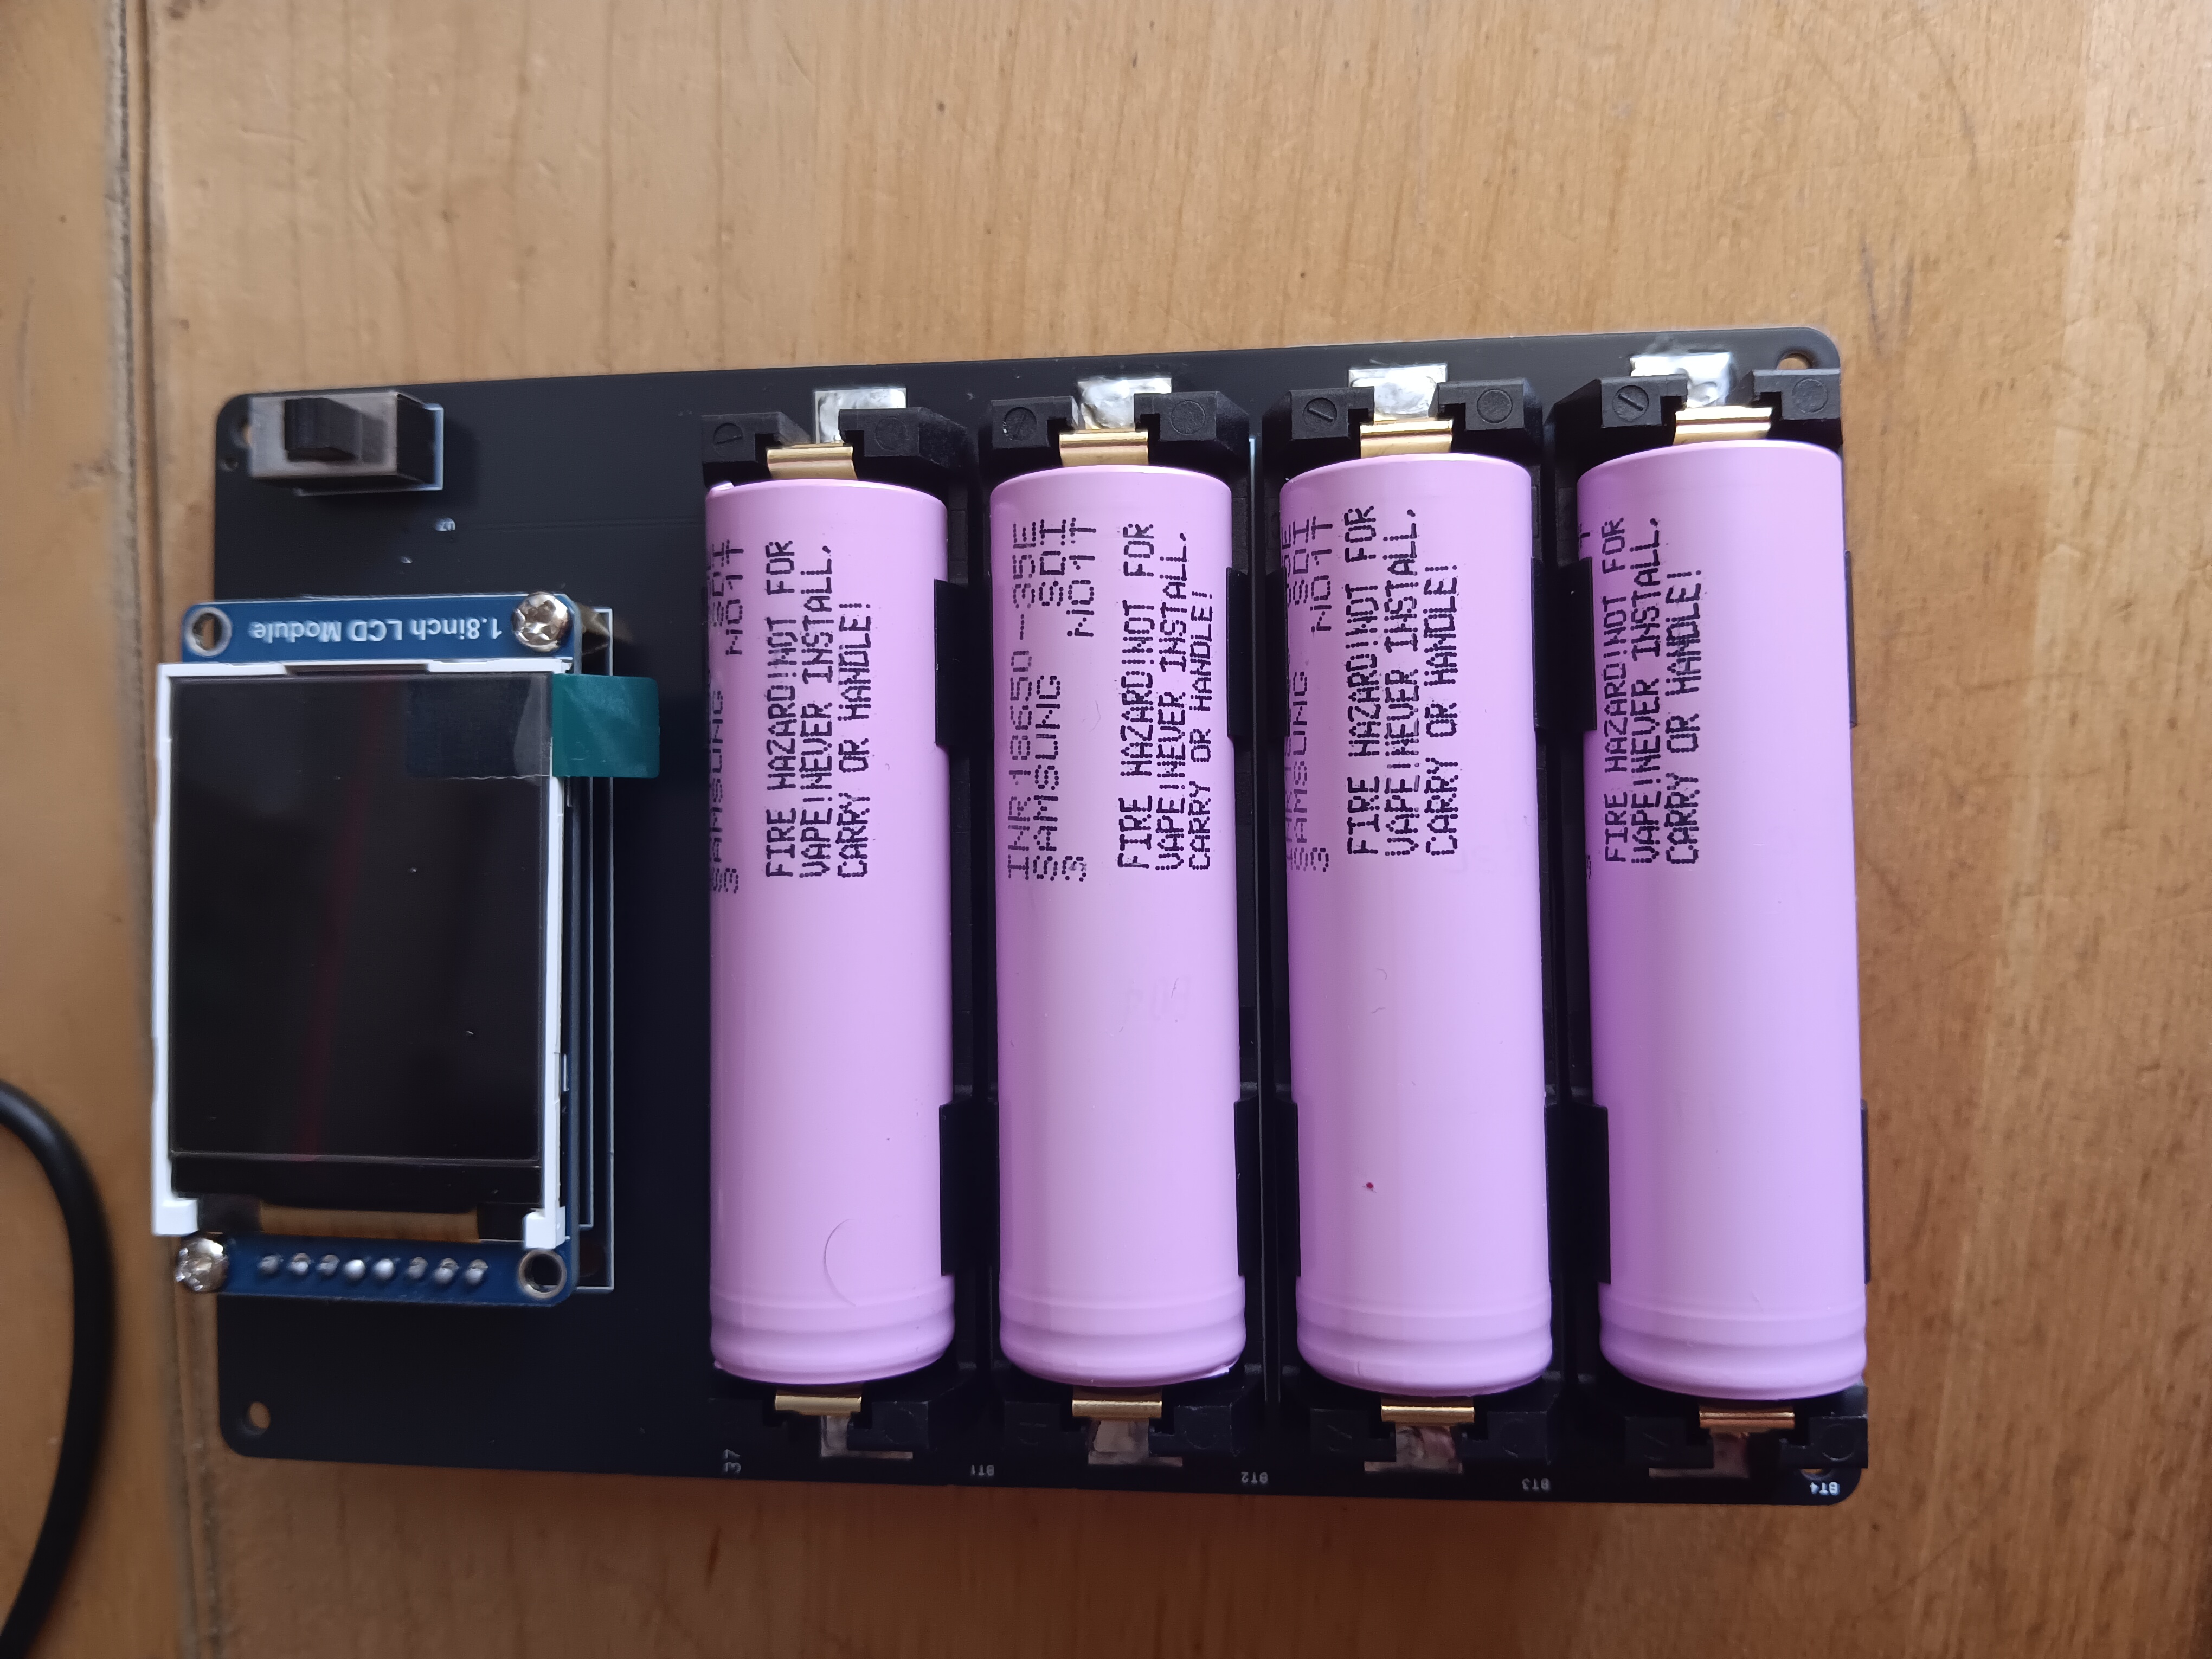 BT4
BT3
BT2
BT1
FIRE HAZARD!NOT FOR
VAPE!NEVER INSTALL.
CARRY OR HANDLE!
SAMSUNG
3
FIRE HAZARD!NOT FOR
VAPE!NEVER INSTALL.
CARRY OR HANDLE!
INR18650-35E
SAMSUNG SDI
3
FIRE HAZARD!NOT FOR
VAPE!NEVER INSTALL.
CARRY OR HANDLE!
SAMSUNG SDI
3
FIRE HAZARD!NOT FOR
VAPE!NEVER INSTALL.
CARRY OR HANDLE!
1.8inch LCD Module